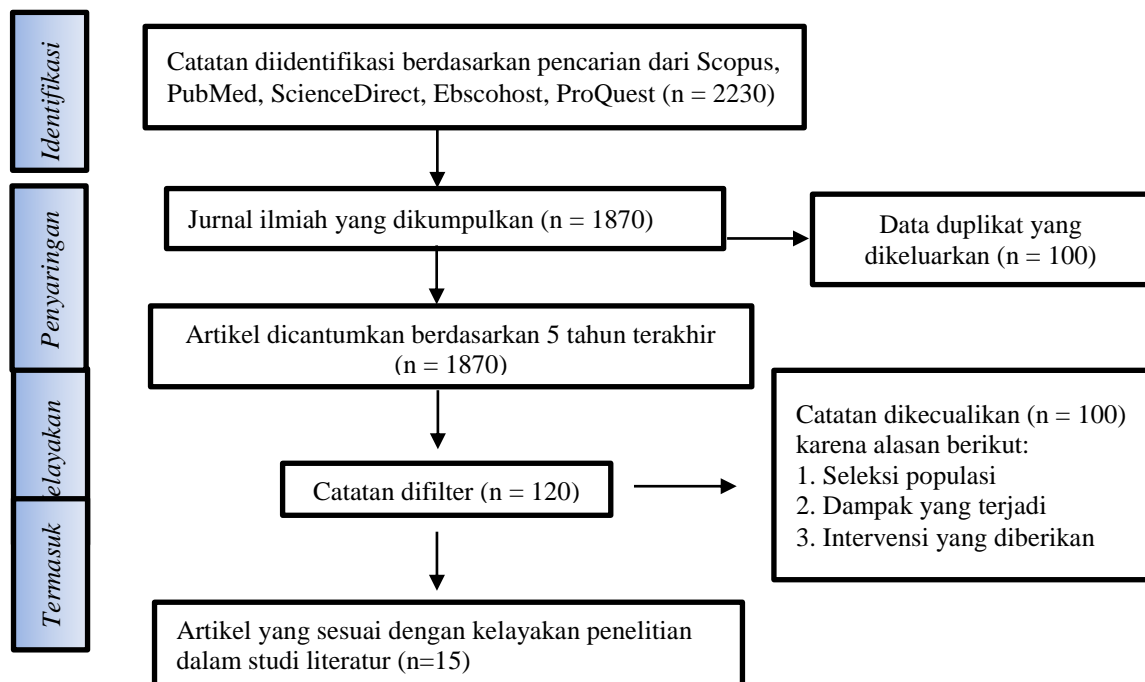 Identifikasi
Catatan diidentifikasi berdasarkan pencarian dari Scopus,
PubMed, ScienceDirect, Ebscohost, ProQuest (n = 2230)
Penyaringan
Jurnal ilmiah yang dikumpulkan (n = 1870)
Data duplikat yang
dikeluarkan (n = 100)
Artikel dicantumkan berdasarkan 5 tahun terakhir
(n = 1870)
elayakan
Catatan difilter (n = 120)
Catatan dikecualikan (n = 100)
karena alasan berikut:
1. Seleksi populasi
2. Dampak yang terjadi
3. Intervensi yang diberikan
Termasuk
Artikel yang sesuai dengan kelayakan penelitian
dalam studi literatur (n=15)